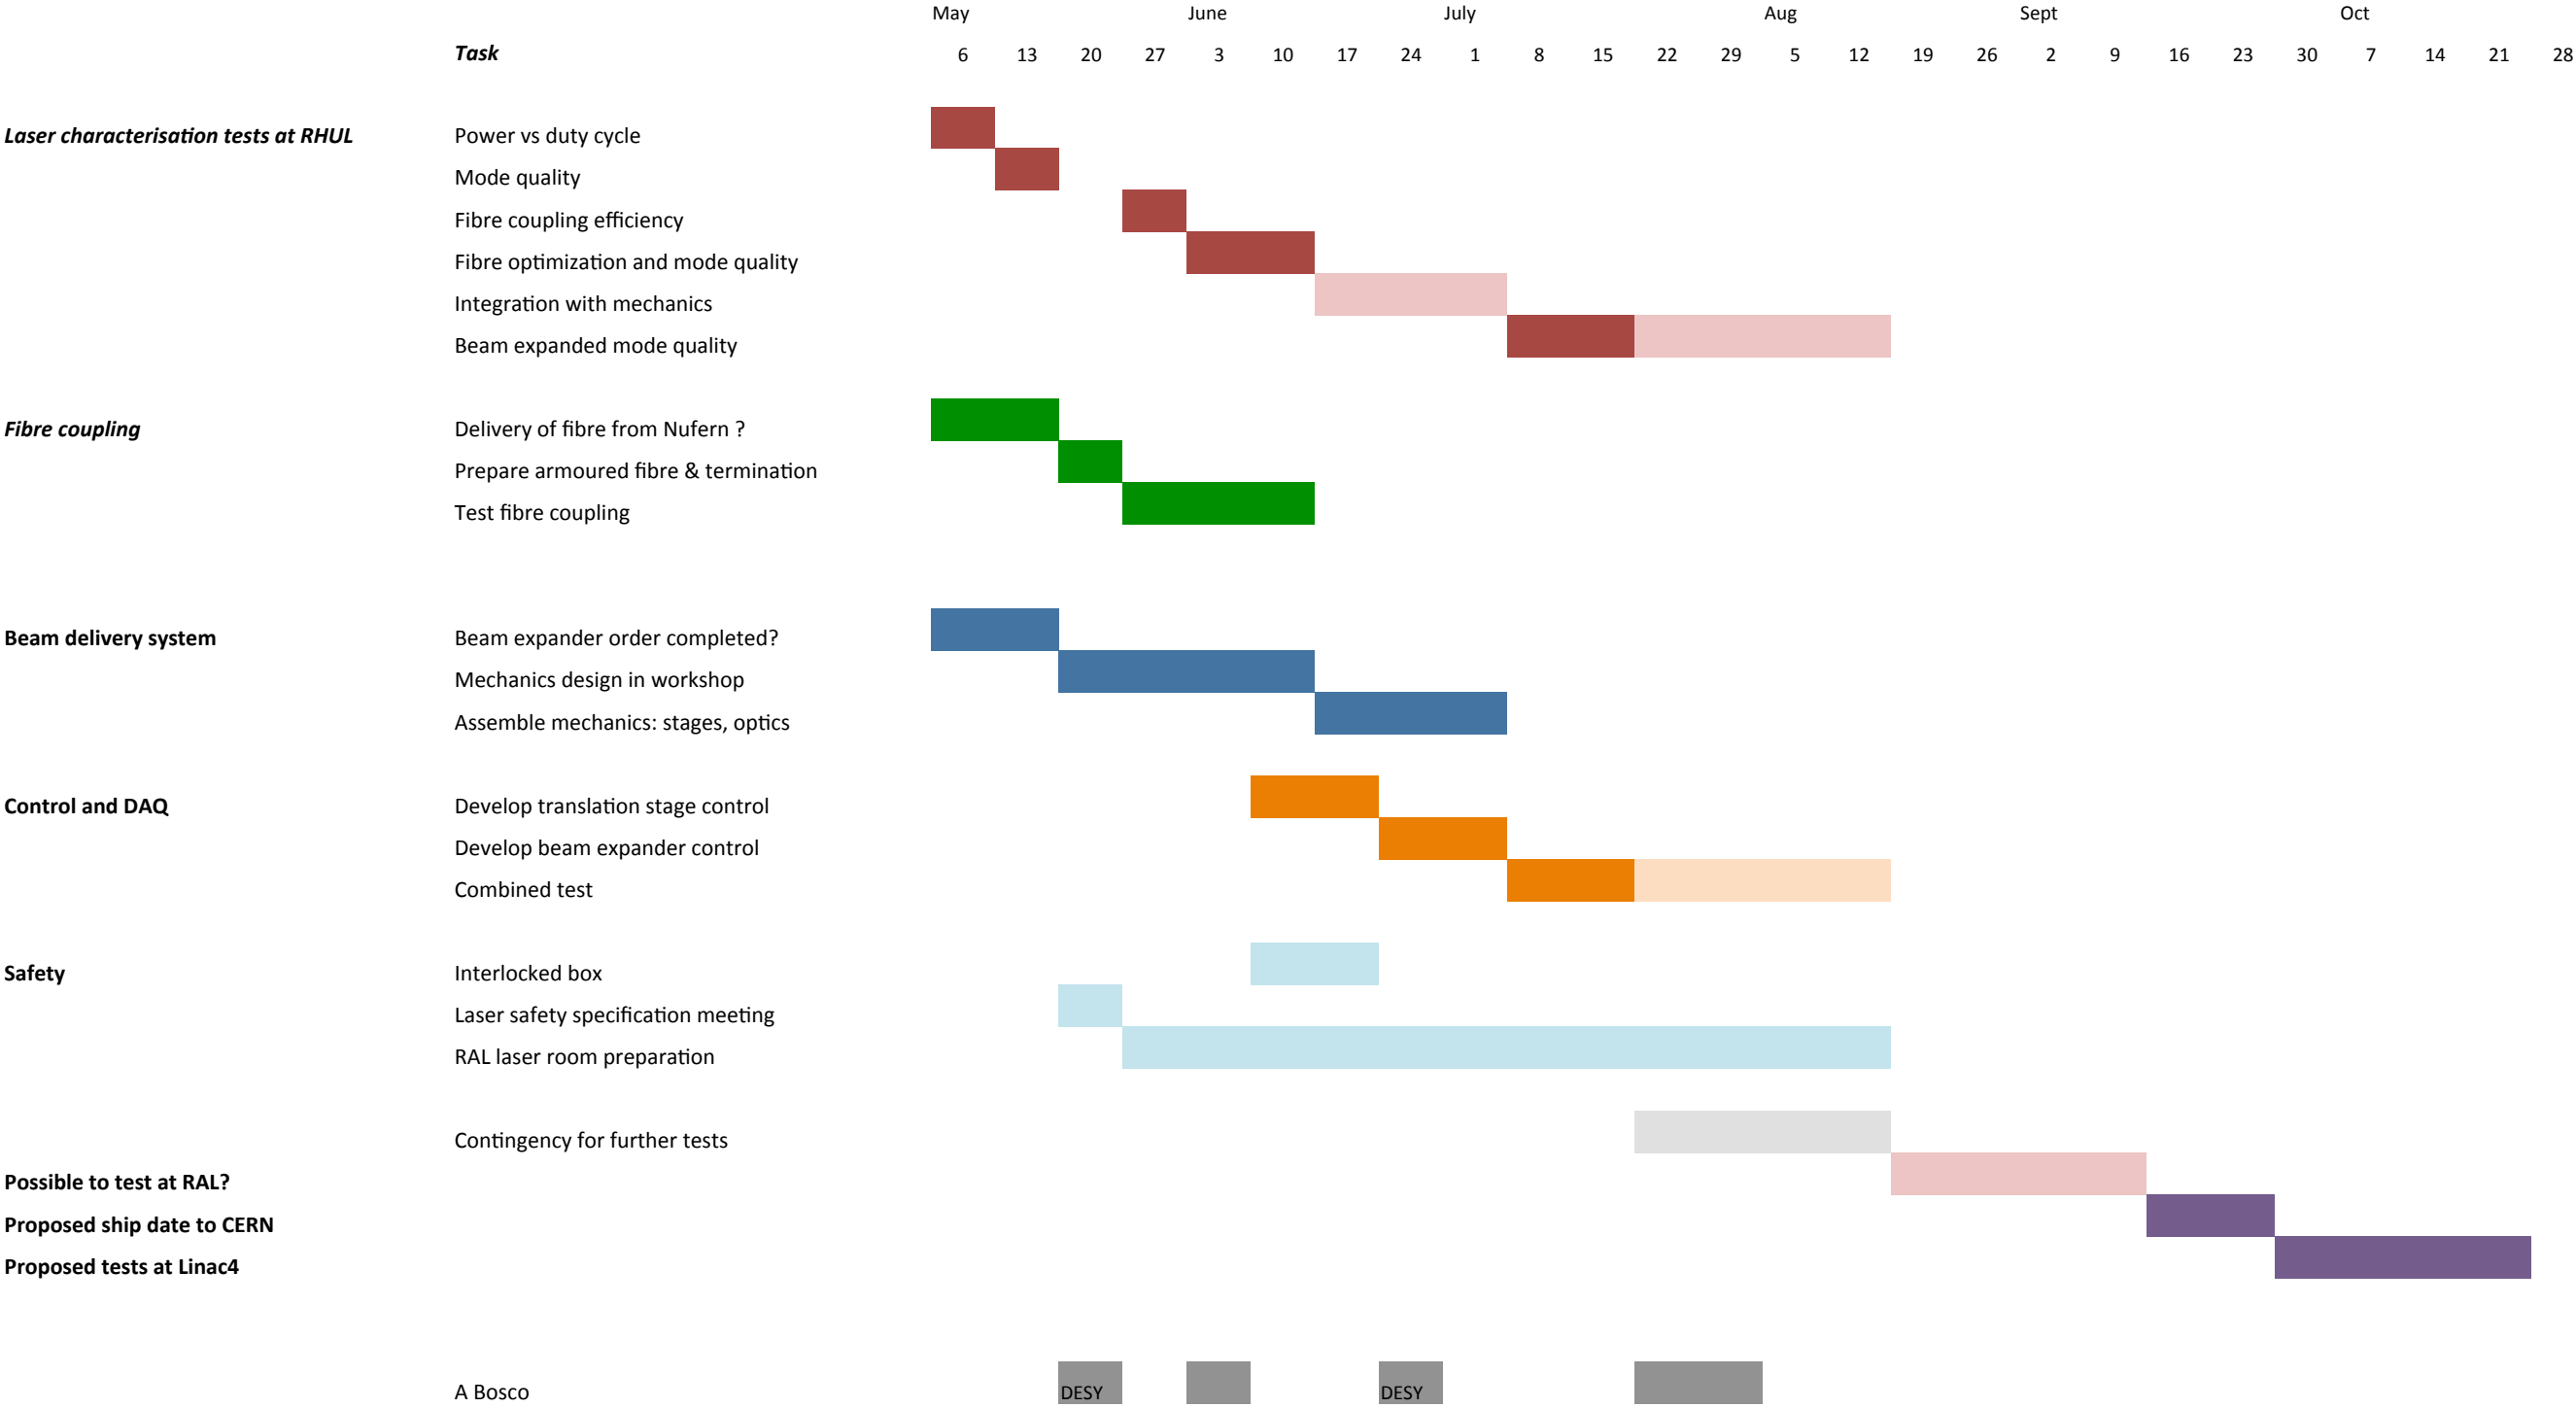 May June July Aug Sept Oct
Task 6 13 20 27 3 10 17 24 1 8 15 22 29 5 12 19 26 2 9 16 23 30 7 14 21 28
Laser characterisation tests at RHUL Power vs duty cycle
Mode quality
Fibre coupling efficiency
Fibre optimization and mode quality
Integration with mechanics
Beam expanded mode quality
Fibre coupling Delivery of fibre from Nufern ?
Prepare armoured fibre & termination
Test fibre coupling
Beam delivery system Beam expander order completed?
Mechanics design in workshop
Assemble mechanics: stages, optics
Control and DAQ Develop translation stage control
Develop beam expander control
Combined test
Safety Interlocked box
Laser safety specification meeting
RAL laser room preparation
Contingency for further tests
Possible to test at RAL?
Proposed ship date to CERN
Proposed tests at Linac4
A Bosco DESY DESY